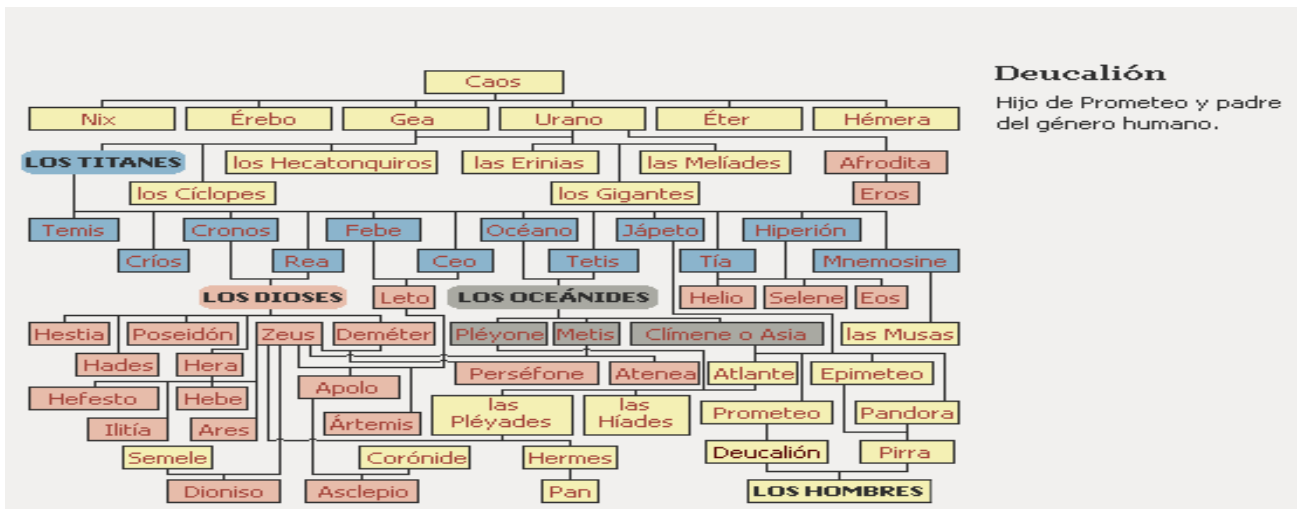 Caos
Nix Érebo Gea Urano Éter Hémera
LOS TITANES los Hecatonquiros las Erinias las Melíades Afrodita
los Cíclopes los Gigantes Eros
Temis Cronos Febe Océano Jápeto Hiperión
Críos Rea Ceo Tetis Tía Mnemosine
LOS DIOSES Leto LOS OCEÁNIDES Helio Selene Eos
Hestia Poseidón Zeus Deméter Pléyone Metis Clímene o Asia las Musas
Hades Hera Perséfone Atenea Atlante Epimeteo
Hefesto Hebe Apolo las Pléyades las Híades Prometeo Pandora
Ilitía Ares Ártemis
Semele Corónide Hermes Deucalión Pirra
Dioniso Asclepio Pan LOS HOMBRES
Deucalión
Hijo de Prometeo y padre
del género humano.